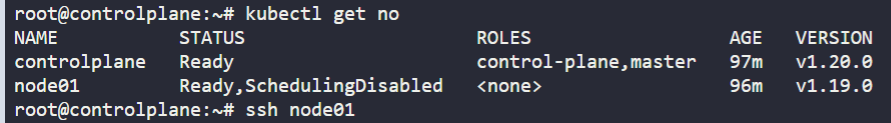 root@controlplane:~# kubectl get no
NAME STATUS ROLES AGE VERSION
controlplane Ready control-plane,master 97m v1.20.0
node01 Ready,SchedulingDisabled <none> 96m v1.19.0
root@controlplane:~# ssh node01